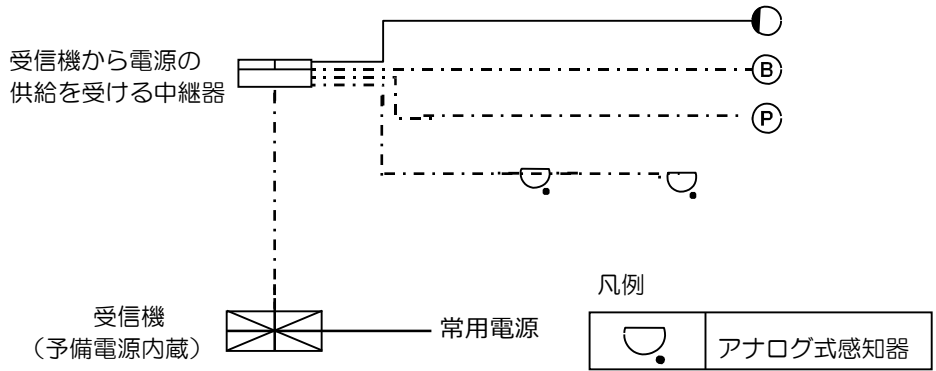 受信機から電源の
供給を受ける中継器
B
P
受信機
（予備電源内蔵）
常用電源
凡例
アナログ式感知器